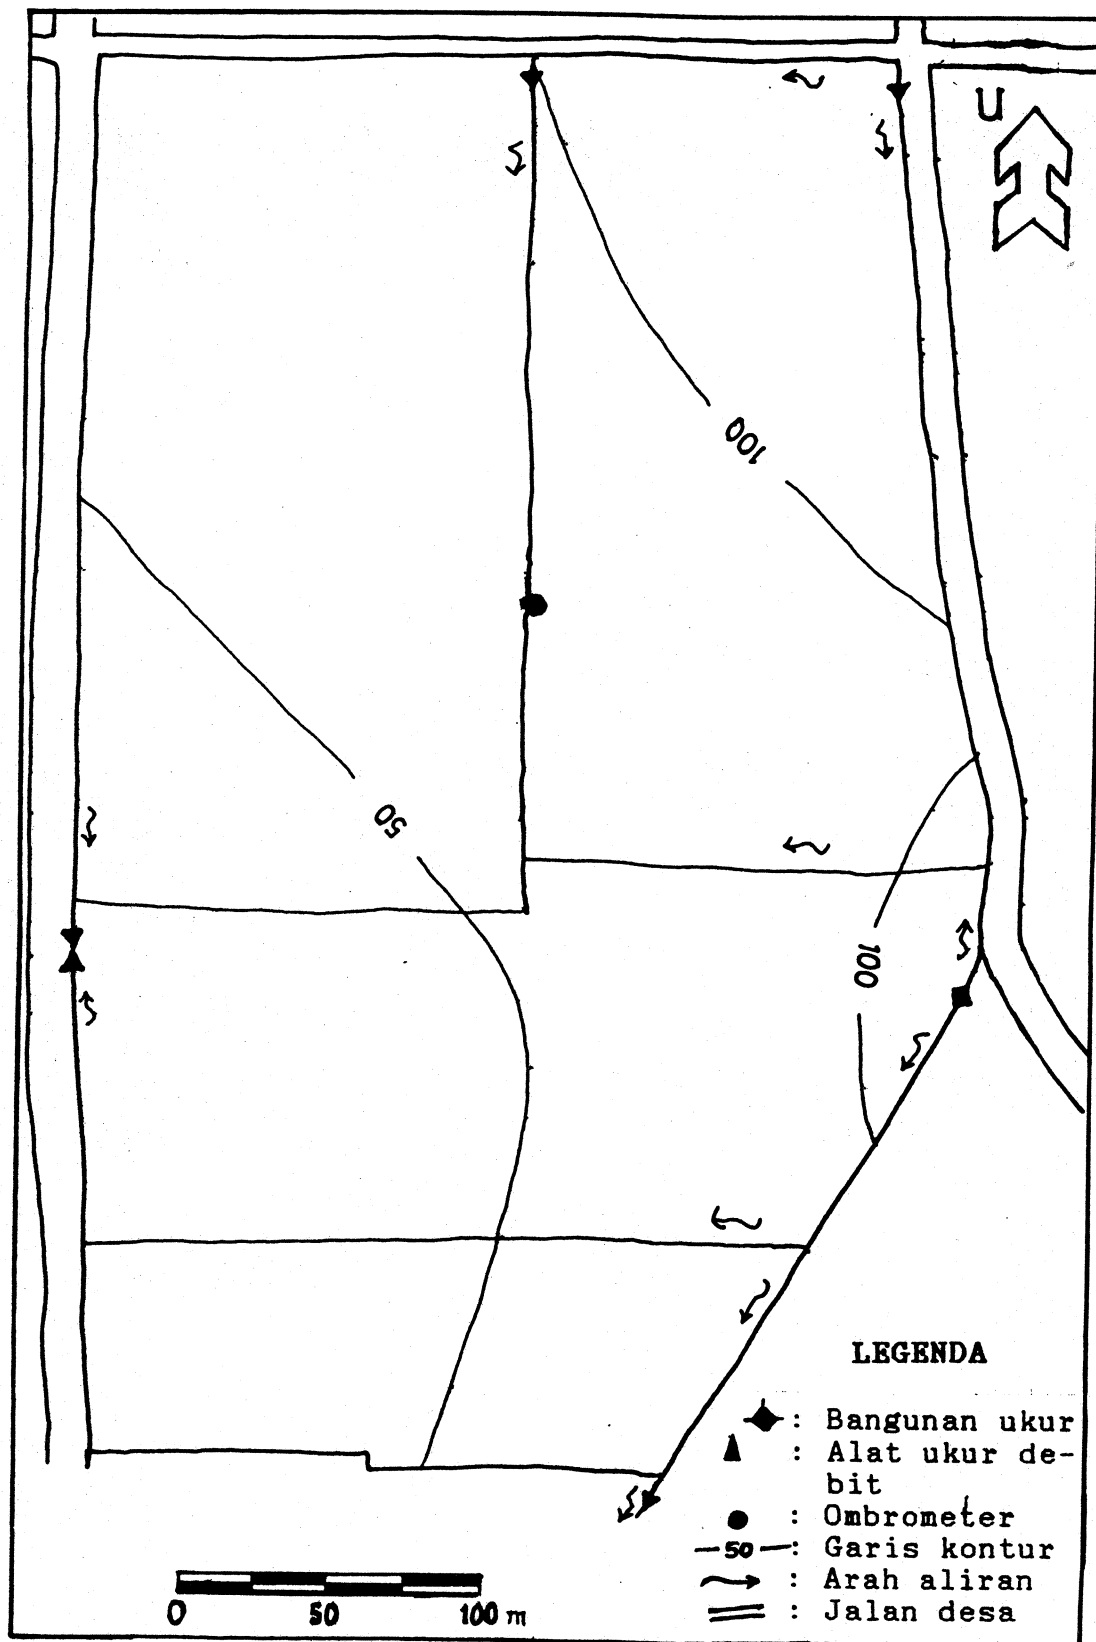 U
100
50
100
LEGENDA
: Bangunan ukur
: Alat ukur de-
bit
: Ombrometer
—50—: Garis kontur
: Arah aliran
: Jalan desa
0 50 100 m